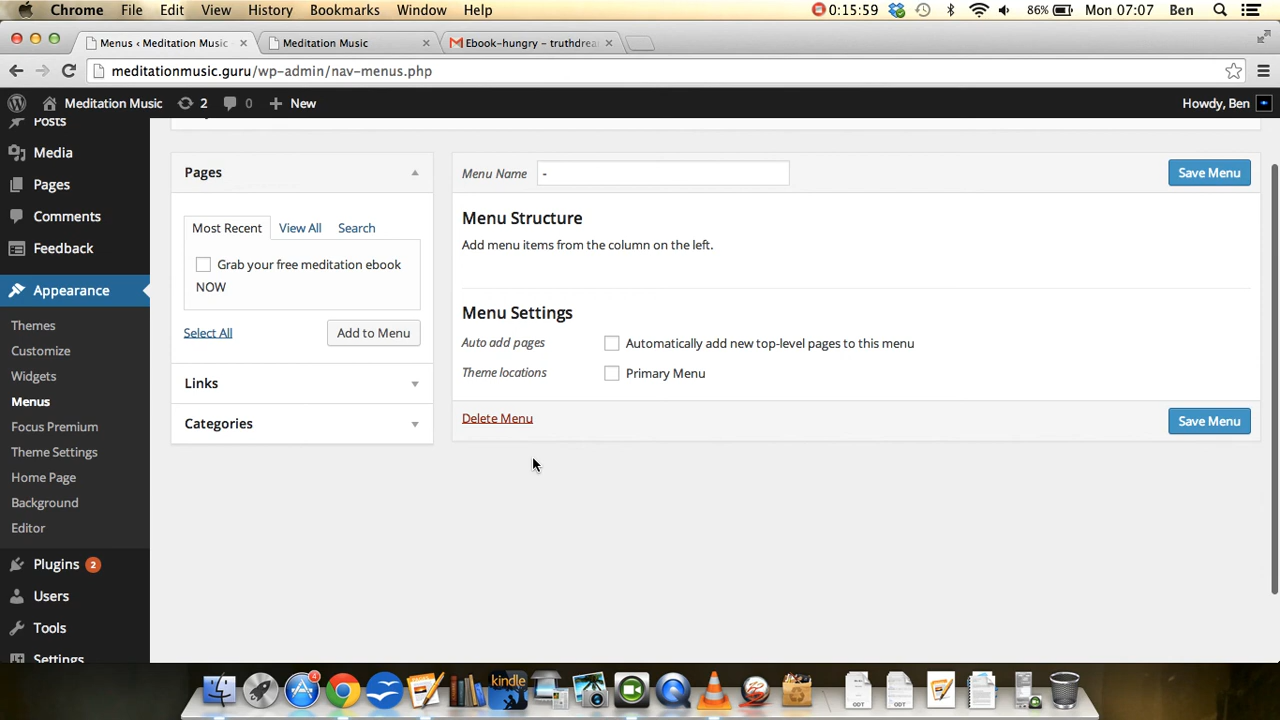 Chrome File Edit View History Bookmarks Window Help 0:15:59 86% Mon 07:07 Ben
Menus ‹ Meditation Music Meditation Music Ebook-hungry – truthdrea
meditationmusic.guru/wp-admin/nav-menus.php
Meditation Music 2 0 New Howdy, Ben
Posts
Media
Pages
Comments
Feedback
Appearance
Themes
Customize
Widgets
Menus
Focus Premium
Theme Settings
Home Page
Background
Editor
Plugins 2
Users
Tools
Settings
Pages
Most Recent View All Search
Grab your free meditation ebook
NOW
Select All Add to Menu
Links
Categories
Menu Name - Save Menu
Menu Structure
Add menu items from the column on the left.
Menu Settings
Auto add pages Automatically add new top-level pages to this menu
Theme locations Primary Menu
Delete Menu Save Menu
4
kindle
ODT ODT ODT